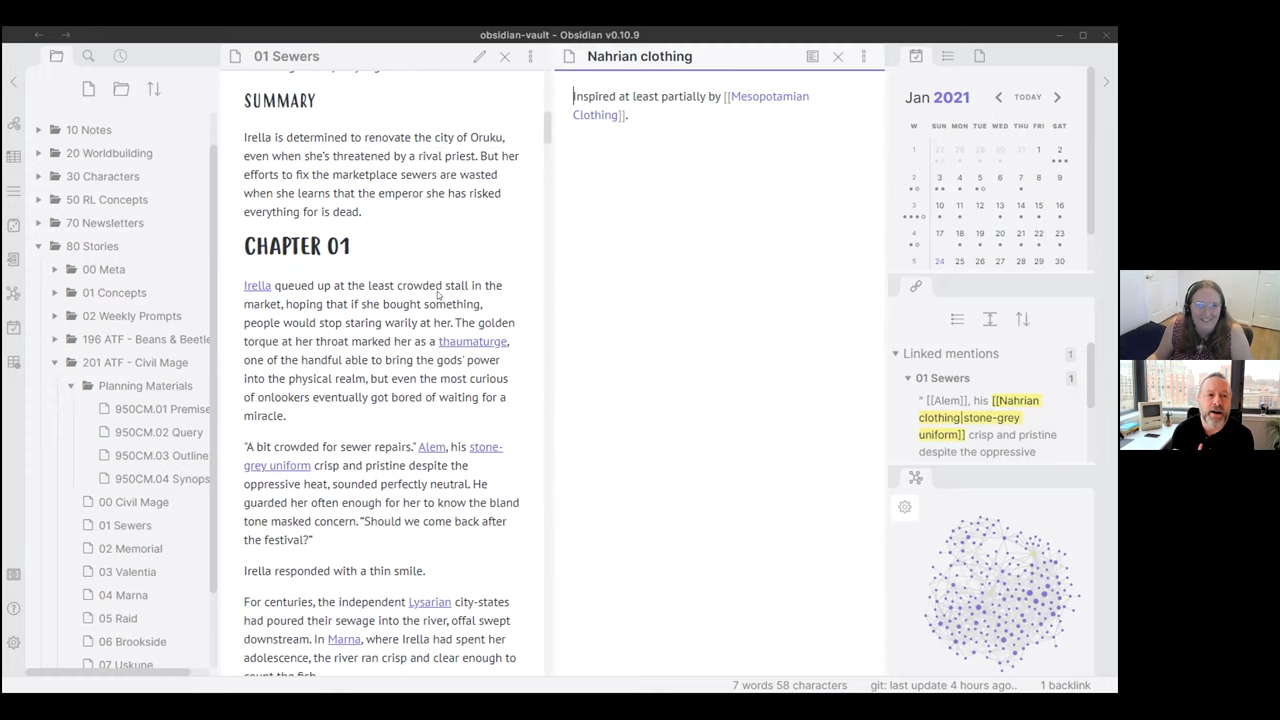 obsidian-vault - Obsidian v0.10.9
10 Notes
20 Worldbuilding
30 Characters
50 RL Concepts
70 Newsletters
80 Stories
00 Meta
01 Concepts
02 Weekly Prompts
196 ATF - Beans & Beetle
201 ATF - Civil Mage
Planning Materials
950CM.01 Premise
950CM.02 Query
950CM.03 Outline
950CM.04 Synops
00 Civil Mage
01 Sewers
02 Memorial
03 Valentia
04 Marna
05 Raid
06 Brookside
07 Uskune
01 Sewers
SUMMARY
Irella is determined to renovate the city of Oruku,
even when she's threatened by a rival priest. But her
efforts to fix the marketplace sewers are wasted
when she learns that the emperor she has risked
everything for is dead.
CHAPTER 01
Irella queued up at the least crowded stall in the
market, hoping that if she bought something,
people would stop staring warily at her. The golden
torque at her throat marked her as a thaumaturge,
one of the handful able to bring the gods' power
into the physical realm, but even the most curious
of onlookers eventually got bored of waiting for a
miracle.
"A bit crowded for sewer repairs." Alem, his stone-
grey uniform crisp and pristine despite the
oppressive heat, sounded perfectly neutral. He
guarded her often enough for her to know the bland
tone masked concern. "Should we come back after
the festival?"
Irella responded with a thin smile.
For centuries, the independent Lysarian city-states
had poured their sewage into the river, offal swept
downstream. In Marna, where Irella had spent her
adolescence, the river ran crisp and clear enough to
count the fish.
Nahrian clothing
Inspired at least partially by [[Mesopotamian
Clothing]].
Jan 2021
TODAY
W SUN MON TUE WED THU FRI SAT
1 27 28 29 30 31 1 2
2 3 4 5 6 7 8 9
3 10 11 12 13 14 15 16
4 17 18 19 20 21 22 23
5 24 25 26 27 28 29 30
Linked mentions 1
01 Sewers 1
" [[Alem]], his [[Nahrian
clothing|stone-grey
uniform]] crisp and pristine
despite the oppressive
7 words 58 characters
git: last update 4 hours ago..
1 backlink